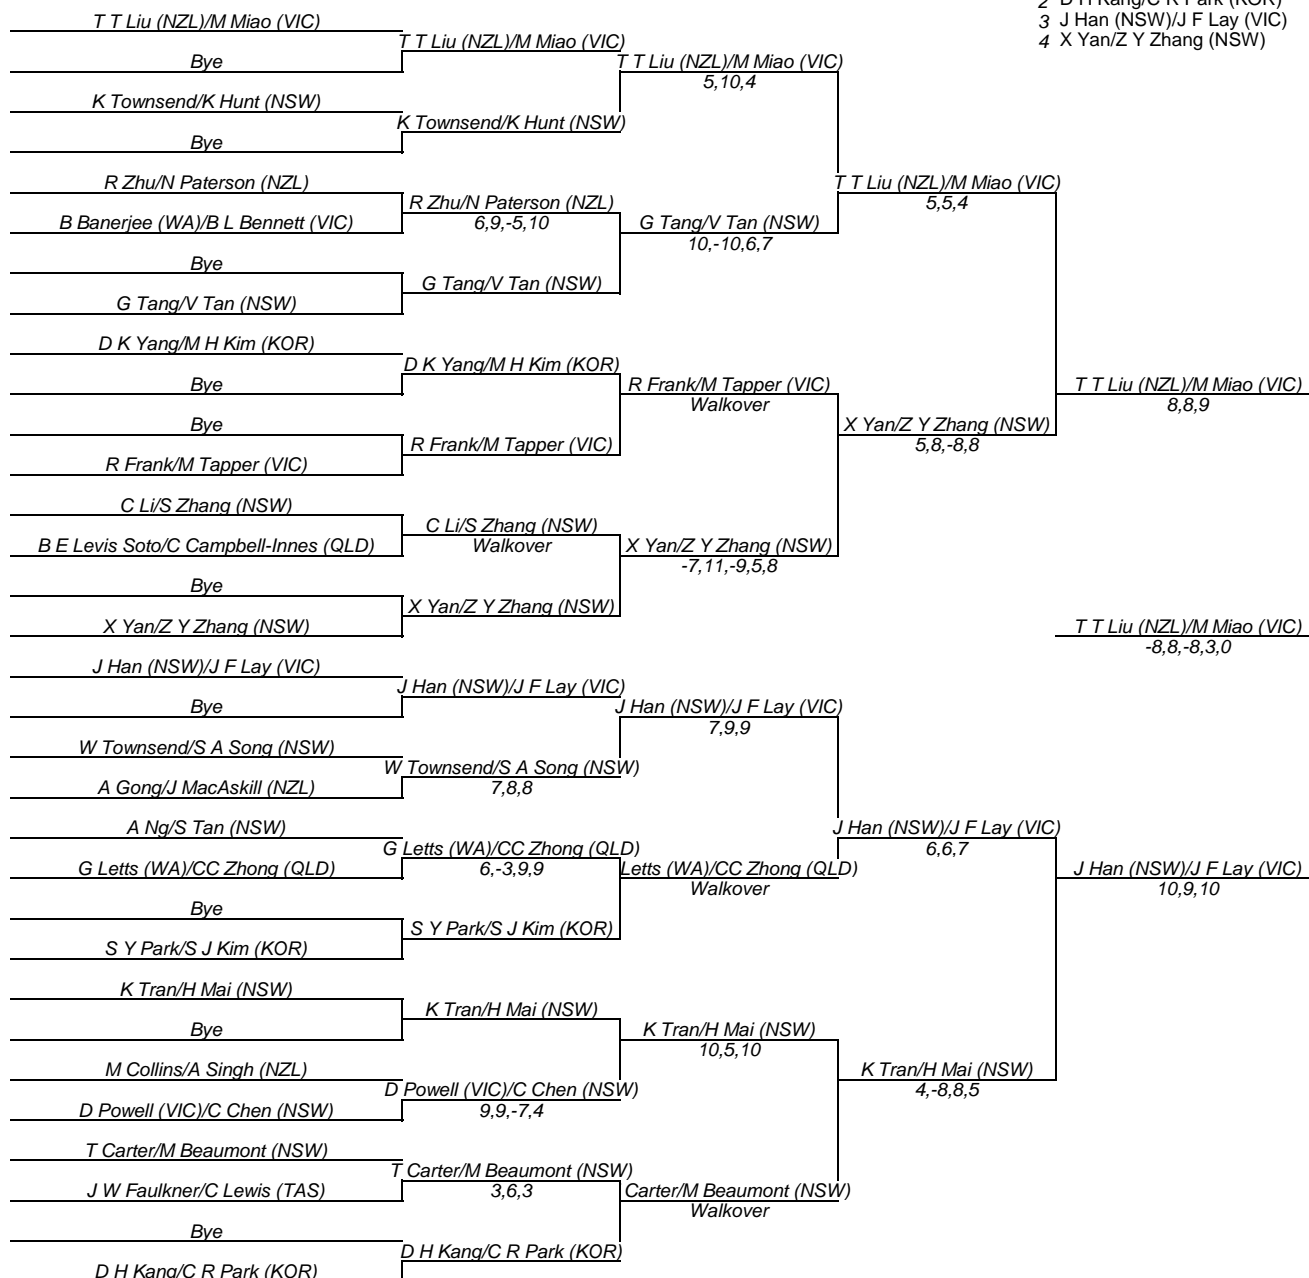 2 D H Kang/C R Park (KOR)
3 J Han (NSW)/J F Lay (VIC)
4 X Yan/Z Y Zhang (NSW)
T T Liu (NZL)/M Miao (VIC)
T T Liu (NZL)/M Miao (VIC)
Bye
T T Liu (NZL)/M Miao (VIC)
5,10,4
K Townsend/K Hunt (NSW)
K Townsend/K Hunt (NSW)
Bye
R Zhu/N Paterson (NZL)
T T Liu (NZL)/M Miao (VIC)
5,5,4
R Zhu/N Paterson (NZL)
6,9,-5,10
B Banerjee (WA)/B L Bennett (VIC)
G Tang/V Tan (NSW)
10,-10,6,7
Bye
G Tang/V Tan (NSW)
G Tang/V Tan (NSW)
D K Yang/M H Kim (KOR)
D K Yang/M H Kim (KOR)
Bye
R Frank/M Tapper (VIC)
Walkover
T T Liu (NZL)/M Miao (VIC)
8,8,9
Bye
X Yan/Z Y Zhang (NSW)
5,8,-8,8
R Frank/M Tapper (VIC)
R Frank/M Tapper (VIC)
C Li/S Zhang (NSW)
C Li/S Zhang (NSW)
Walkover
B E Levis Soto/C Campbell-Innes (QLD)
X Yan/Z Y Zhang (NSW)
-7,11,-9,5,8
Bye
X Yan/Z Y Zhang (NSW)
X Yan/Z Y Zhang (NSW)
T T Liu (NZL)/M Miao (VIC)
-8,8,-8,3,0
J Han (NSW)/J F Lay (VIC)
J Han (NSW)/J F Lay (VIC)
Bye
J Han (NSW)/J F Lay (VIC)
7,9,9
W Townsend/S A Song (NSW)
W Townsend/S A Song (NSW)
7,8,8
A Gong/J MacAskill (NZL)
A Ng/S Tan (NSW)
J Han (NSW)/J F Lay (VIC)
6,6,7
G Letts (WA)/CC Zhong (QLD)
6,-3,9,9
G Letts (WA)/CC Zhong (QLD)
Letts (WA)/CC Zhong (QLD)
Walkover
J Han (NSW)/J F Lay (VIC)
10,9,10
Bye
S Y Park/S J Kim (KOR)
S Y Park/S J Kim (KOR)
K Tran/H Mai (NSW)
K Tran/H Mai (NSW)
Bye
K Tran/H Mai (NSW)
10,5,10
M Collins/A Singh (NZL)
K Tran/H Mai (NSW)
4,-8,8,5
D Powell (VIC)/C Chen (NSW)
9,9,-7,4
D Powell (VIC)/C Chen (NSW)
T Carter/M Beaumont (NSW)
T Carter/M Beaumont (NSW)
3,6,3
J W Faulkner/C Lewis (TAS)
Carter/M Beaumont (NSW)
Walkover
Bye
D H Kang/C R Park (KOR)
D H Kang/C R Park (KOR)